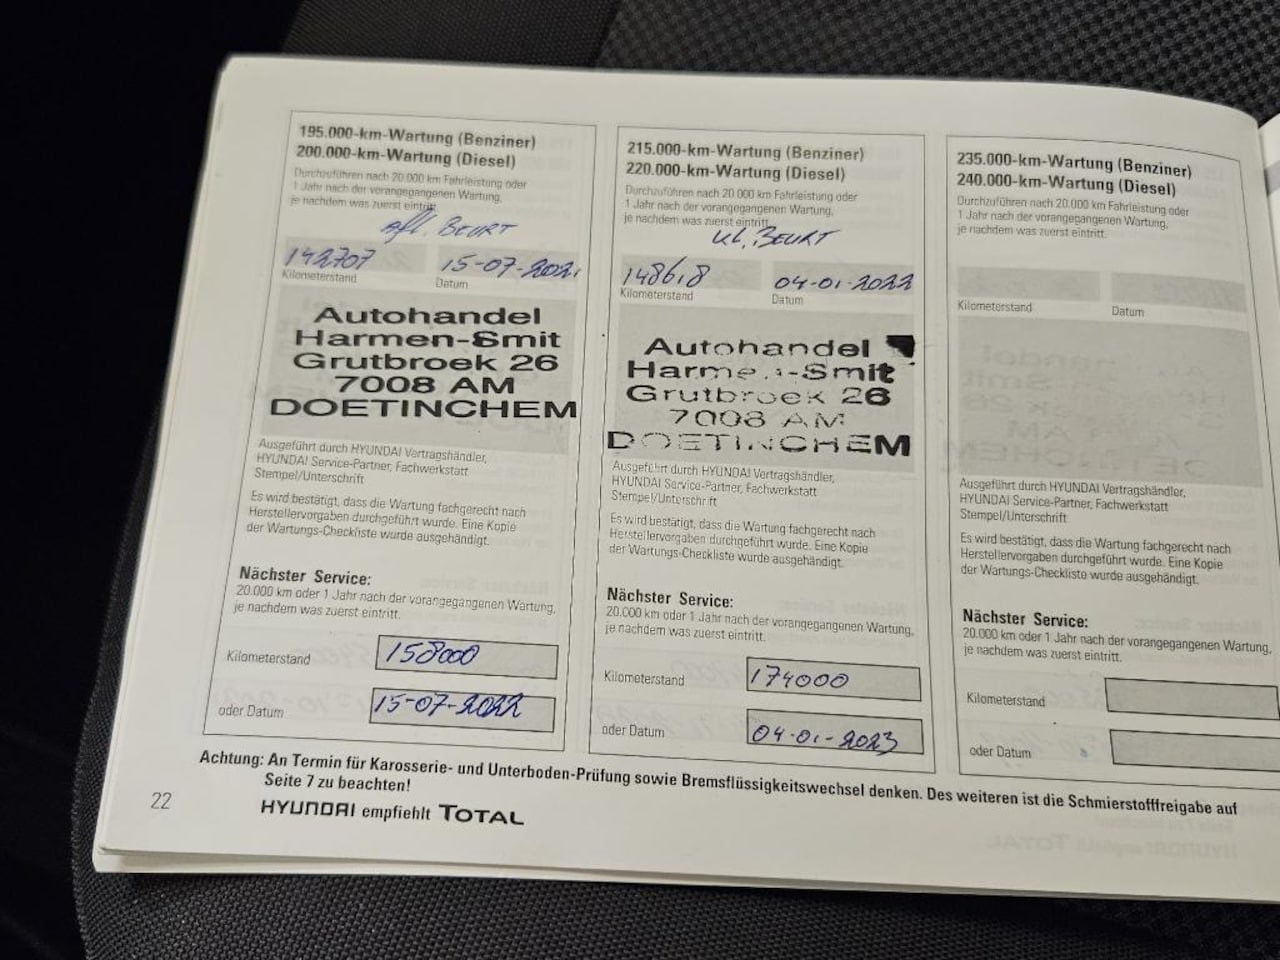 195.000-km-Wartung (Benziner)
200.000-km-Wartung (Diesel)
Durchzuführen nach 20.000 km Fahrleistung oder
1 Jahr nach der vorangegangenen Wartung,
je nachdem was zuerst eintritt.
afl. BEURT
142707
15-07-2021
Kilometerstand
Datum
Autohandel
Harmen-Smit
Grutbroek 26
7008 AM
DOETINCHEM
Ausgeführt durch HYUNDAI Vertragshändler,
HYUNDAI Service-Partner, Fachwerkstatt
Stempel/Unterschrift
Es wird bestätigt, dass die Wartung fachgerecht nach
Herstellervorgaben durchgeführt wurde. Eine Kopie
der Wartungs-Checkliste wurde ausgehändigt.
Nächster Service:
20.000 km oder 1 Jahr nach der vorangegangenen Wartung,
je nachdem was zuerst eintritt.
Kilometerstand 158000
oder Datum 15-07-2022
215.000-km-Wartung (Benziner)
220.000-km-Wartung (Diesel)
Durchzuführen nach 20.000 km Fahrleistung oder
1 Jahr nach der vorangegangenen Wartung,
je nachdem was zuerst eintritt.
kl. BEURT
148618
04-01-2022
Kilometerstand
Datum
Autohandel
Harmen-Smit
Grutbroek 26
7008 AM
DOETINCHEM
Ausgeführt durch HYUNDAI Vertragshändler,
HYUNDAI Service-Partner, Fachwerkstatt
Stempel/Unterschrift
Es wird bestätigt, dass die Wartung fachgerecht nach
Herstellervorgaben durchgeführt wurde. Eine Kopie
der Wartungs-Checkliste wurde ausgehändigt.
Nächster Service:
20.000 km oder 1 Jahr nach der vorangegangenen Wartung,
je nachdem was zuerst eintritt.
Kilometerstand 174000
oder Datum 04-01-2023
235.000-km-Wartung (Benziner)
240.000-km-Wartung (Diesel)
Durchzuführen nach 20.000 km Fahrleistung oder
1 Jahr nach der vorangegangenen Wartung,
je nachdem was zuerst eintritt.
Kilometerstand
Datum
Ausgeführt durch HYUNDAI Vertragshändler,
HYUNDAI Service-Partner, Fachwerkstatt
Stempel/Unterschrift
Es wird bestätigt, dass die Wartung fachgerecht nach
Herstellervorgaben durchgeführt wurde. Eine Kopie
der Wartungs-Checkliste wurde ausgehändigt.
Nächster Service:
20.000 km oder 1 Jahr nach der vorangegangenen Wartung,
je nachdem was zuerst eintritt.
Kilometerstand
oder Datum
Achtung: An Termin für Karosserie- und Unterboden-Prüfung sowie Bremsflüssigkeitswechsel denken. Des weiteren ist die Schmierstofffreigabe auf
Seite 7 zu beachten!
22
HYUNDAI empfiehlt TOTAL